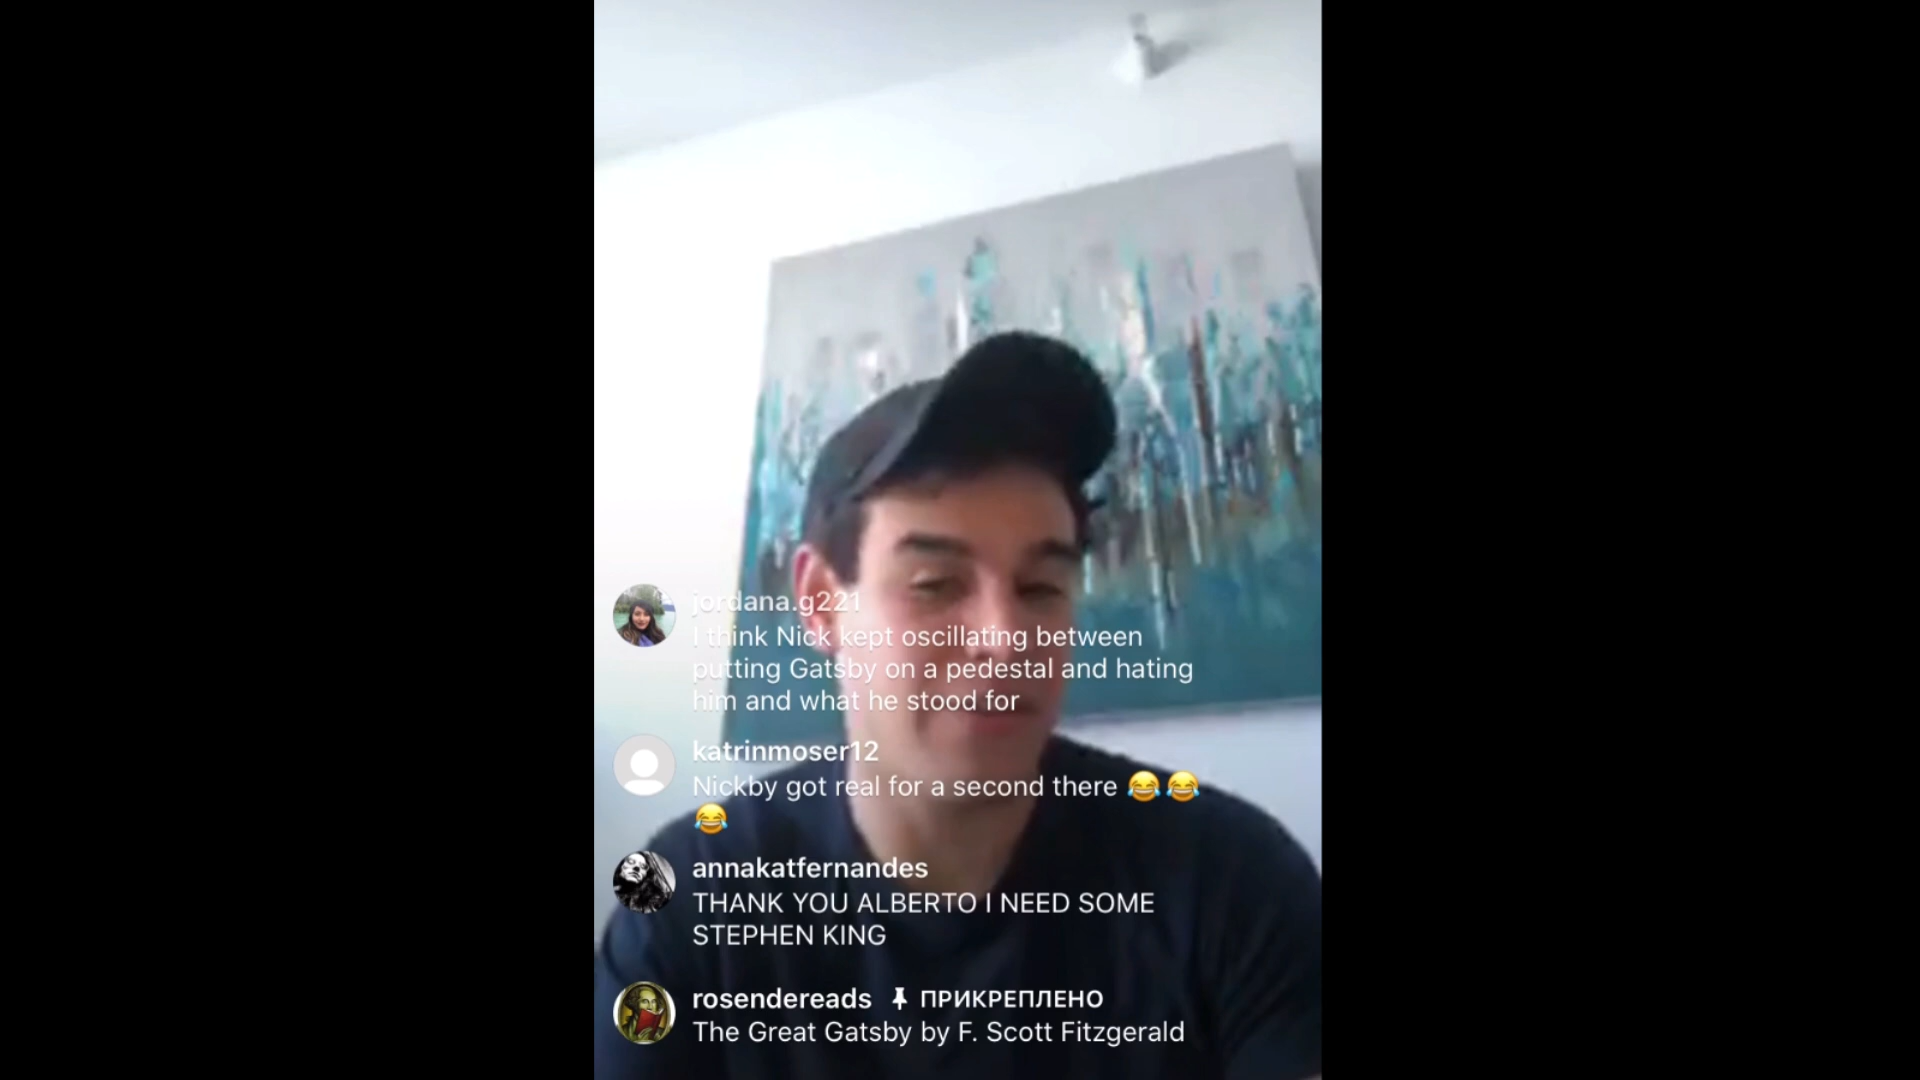 jordana.g221
I think Nick kept oscillating between
putting Gatsby on a pedestal and hating
him and what he stood for
katrinmoser12
Nickby got real for a second there 😂😂
😂
annakatfernandes
THANK YOU ALBERTO I NEED SOME
STEPHEN KING
rosendereads 📌 ПРИКРЕПЛЕНО
The Great Gatsby by F. Scott Fitzgerald